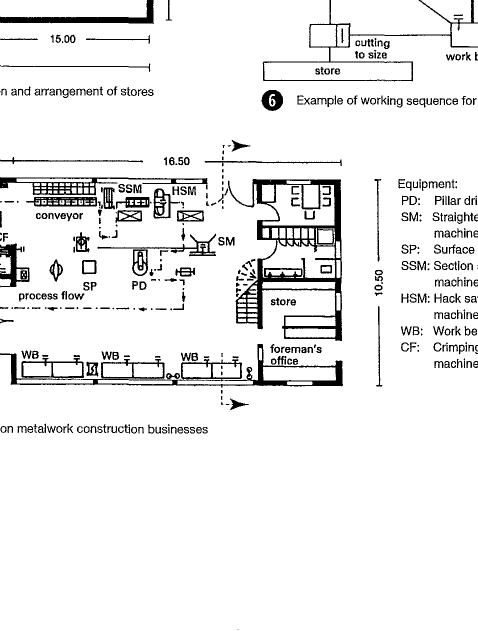 15.00
cutting
to size
work b
store
n and arrangement of stores
6 Example of working sequence for
16.50
SSM
HSM
conveyor
CF
SM
SP
PD
process flow
store
WB
WB
WB
foreman's
office
10.50
Equipment:
PD: Pillar dri
SM: Straighte
machine
SP: Surface
SSM: Section
machine
HSM: Hack sa
machine
WB: Work be
CF: Crimping
machine
on metalwork construction businesses